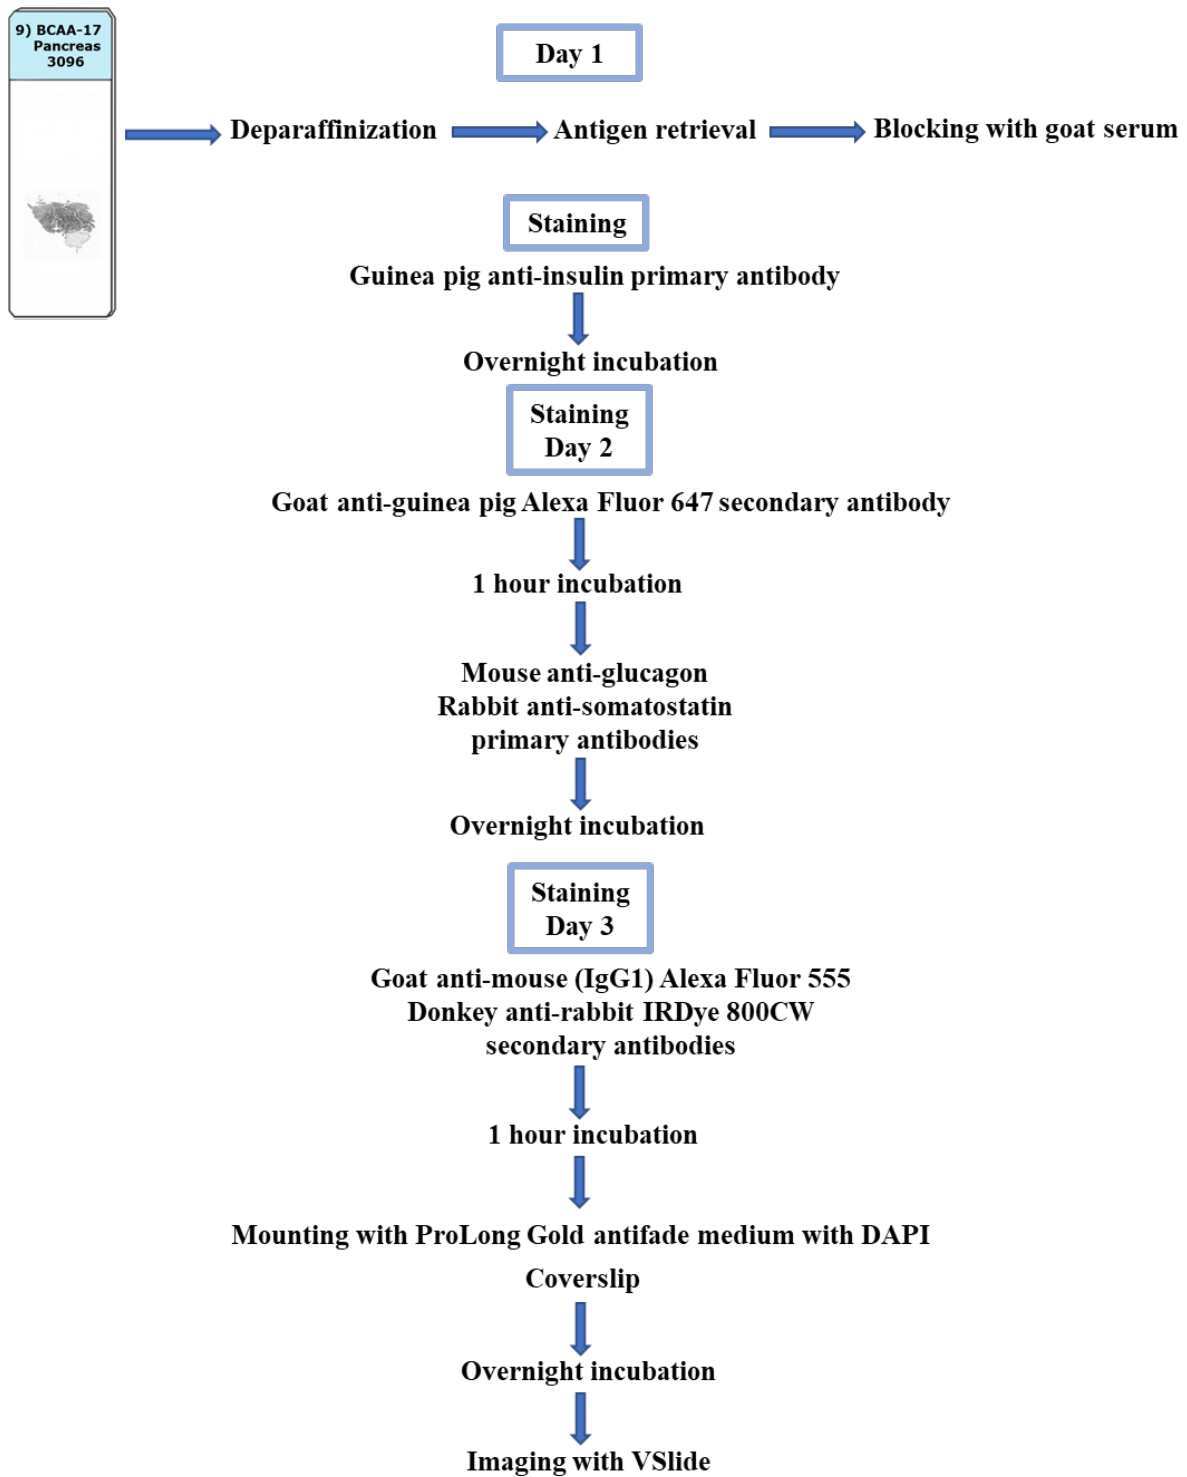 9) BCAA-17
Pancreas
3096
Day 1
Deparaffinization
Antigen retrieval
Blocking with goat serum
Staining
Guinea pig anti-insulin primary antibody
Overnight incubation
Staining
Day 2
Goat anti-guinea pig Alexa Fluor 647 secondary antibody
1 hour incubation
Mouse anti-glucagon
Rabbit anti-somatostatin
primary antibodies
Overnight incubation
Staining
Day 3
Goat anti-mouse (IgG1) Alexa Fluor 555
Donkey anti-rabbit IRDye 800CW
secondary antibodies
1 hour incubation
Mounting with ProLong Gold antifade medium with DAPI
Coverslip
Overnight incubation
Imaging with VSlide